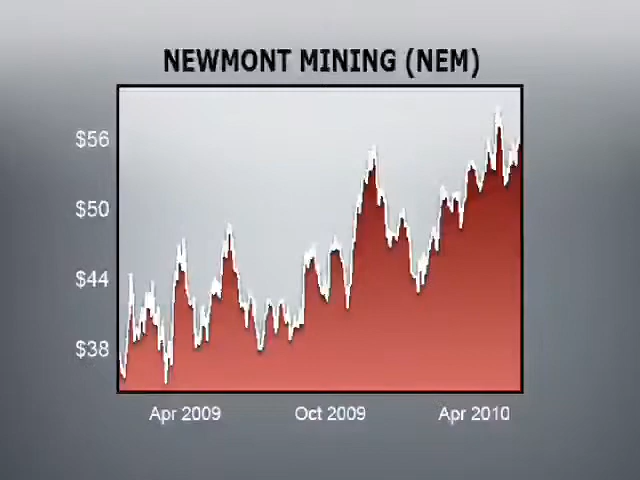 NEWMONT MINING (NEM)
$56
$50
$44
$38
Apr 2009 Oct 2009 Apr 2010